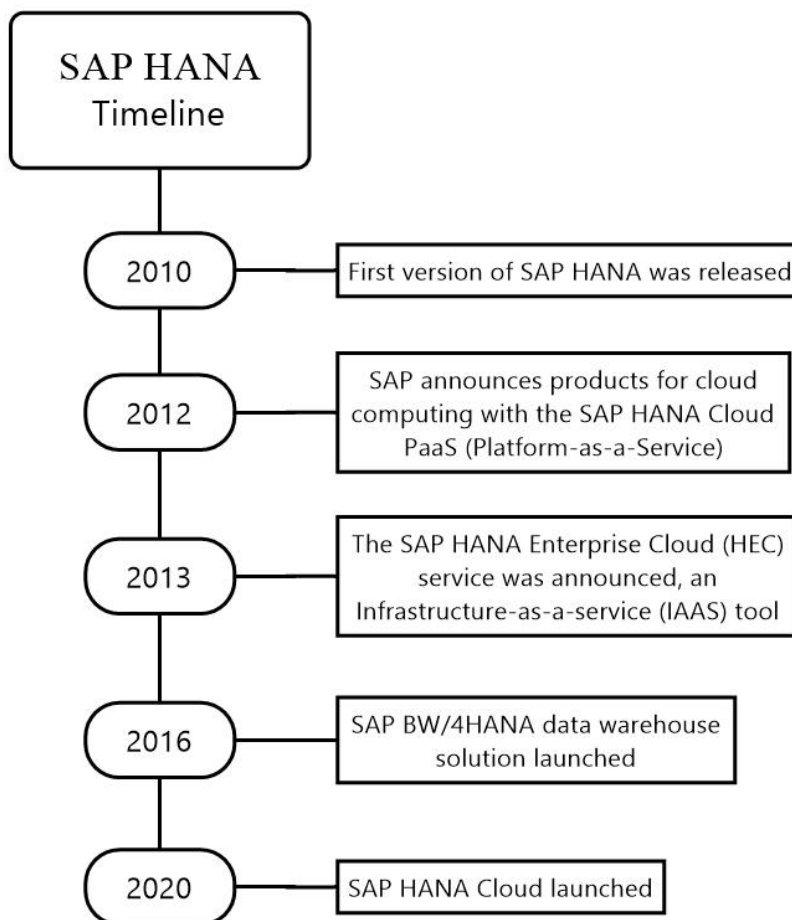 SAP HANA
Timeline
2010
First version of SAP HANA was released
2012
SAP announces products for cloud
computing with the SAP HANA Cloud
PaaS (Platform-as-a-Service)
2013
The SAP HANA Enterprise Cloud (HEC)
service was announced, an
Infrastructure-as-a-service (IAAS) tool
2016
SAP BW/4HANA data warehouse
solution launched
2020
SAP HANA Cloud launched